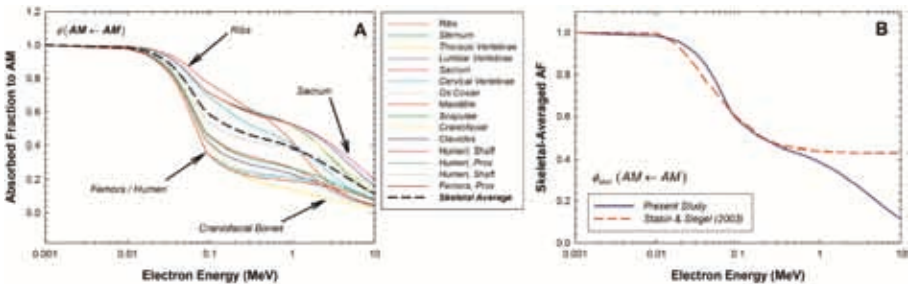 A
ϕ(AM ← AM)
Ribs
Sacrum
Femora / Humeri
Craniofacial Bones
Absorbed Fraction to AM
1.2
1.0
0.8
0.6
0.4
0.2
0.0
0.001
0.01
0.1
1
10
Electron Energy (MeV)
Ribs
Sternum
Thoracic Vertebrae
Lumbar Vertebrae
Sacrum
Cervical Vertebrae
Os Coxae
Mandible
Scapulae
Craniofacial
Clavicles
Humeri, Shaft
Humeri, Prox
Humeri, Shaft
Femora, Prox
Skeletal Average
B
Skeletal-Averaged AF
1.0
0.8
0.6
0.4
0.2
0.0
(AM ← AM)
Present Study
Stabin & Siegel (2003)
0.001
0.01
0.1
1
10
Electron Energy (MeV)